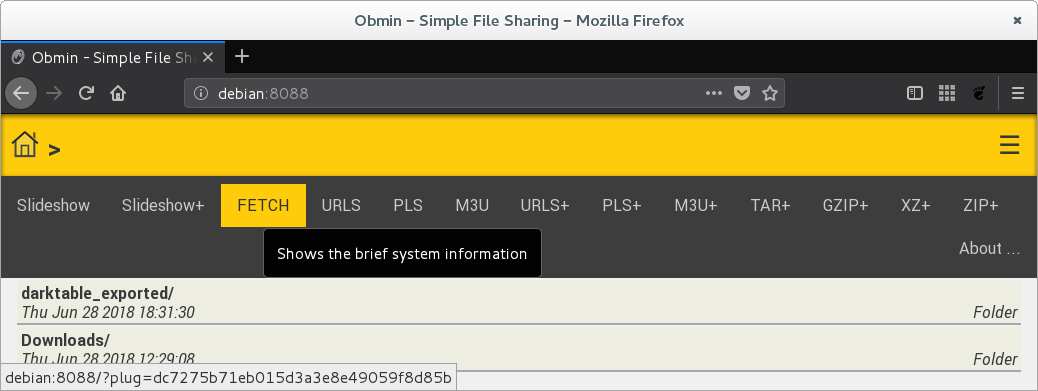 Obmin – Simple File Sharing – Mozilla Firefox
Obmin - Simple File Sh
debian:8088
>
Slideshow Slideshow+ FETCH URLS PLS M3U URLS+ PLS+ M3U+ TAR+ GZIP+ XZ+ ZIP+
About ...
Shows the brief system information
darktable_exported/
Thu Jun 28 2018 18:31:30 Folder
Downloads/
Thu Jun 28 2018 12:29:08 Folder
debian:8088/?plug=dc7275b71eb015d3a3e8e49059f8d85b